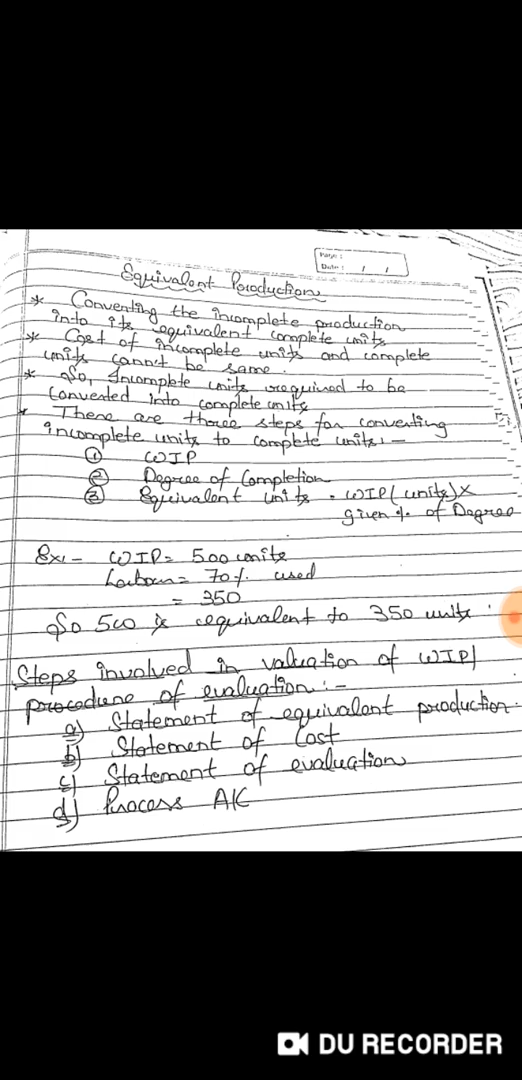 Page :
Date : / /
Equivalent Production
* Converting the incomplete production
into its equivalent complete units
* Cost of incomplete units and complete
units cannot be same.
* So, Incomplete units required to be
converted into complete units
* There are three steps for converting
incomplete units to complete units:-
① WIP
② Degree of Completion
③ Equivalent units = WIP (units) ×
given % of Degree
Ex:- WIP = 500 units
Labour = 70% used
= 350
So 500 is equivalent to 350 units.
Steps involved in valuation of WIP/
procedure of evaluation:-
a) Statement of equivalent production.
b) Statement of Cost
c) Statement of evaluation
d) Process A/C
DU RECORDER